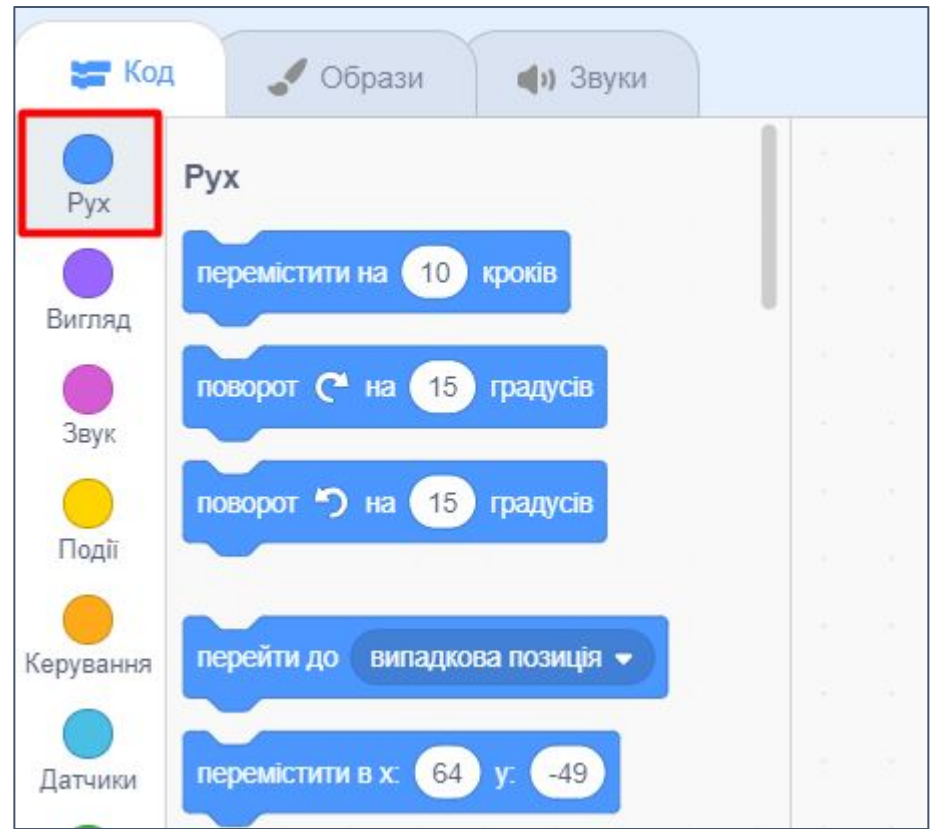 Код
Образи
Звуки
Рух
Вигляд
Звук
Події
Керування
Датчики
Рух
перемістити на 10 кроків
поворот на 15 градусів
поворот на 15 градусів
перейти до випадкова позиція
перемістити в x: 64 y: -49